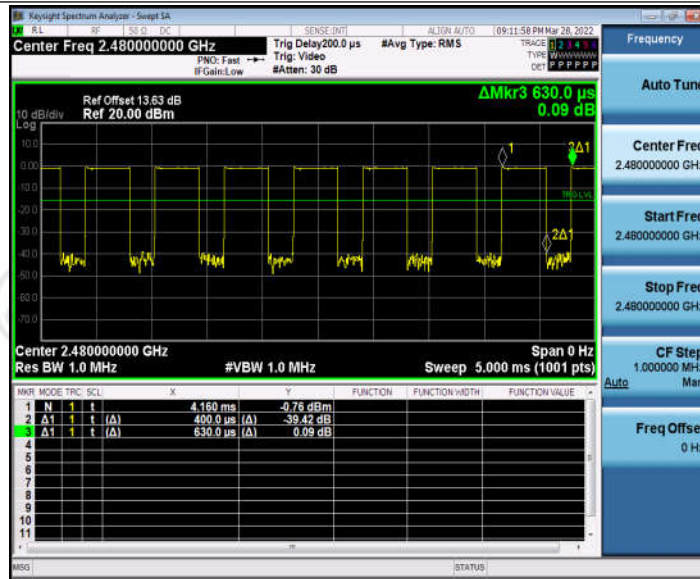 Keysight Spectrum Analyzer - Swept SA
RL RF 50 Ω DC SENSE:INT ALIGN AUTO 09:11:58 PM Mar 28, 2022
Center Freq 2.480000000 GHz Trig Delay200.0 µs #Avg Type: RMS TRACE 1 2 3 4 5 6
PNO: Fast Trig: Video TYPE WWWWWW
IFGain:Low #Atten: 30 dB DET P P P P P P
Ref Offset 13.63 dB ΔMkr3 630.0 µs
10 dB/div Ref 20.00 dBm 0.09 dB
Log
10.0
0.00
-10.0
-20.0
-30.0
-40.0
-50.0
-60.0
-70.0
1
3Δ1
TRG LVL
2Δ1
Center 2.480000000 GHz Span 0 Hz
Res BW 1.0 MHz #VBW 1.0 MHz Sweep 5.000 ms (1001 pts)
MKR MODE TRC SCL X Y FUNCTION FUNCTION WIDTH FUNCTION VALUE
1 N 1 t 4.160 ms -0.76 dBm
2 Δ1 1 t (Δ) 400.0 µs (Δ) -39.42 dB
3 Δ1 1 t (Δ) 630.0 µs (Δ) 0.09 dB
4
5
6
7
8
9
10
11
MSG STATUS
Frequency
Auto Tune
Center Freq
2.480000000 GHz
Start Freq
2.480000000 GHz
Stop Freq
2.480000000 GHz
CF Step
1.000000 MHz
Auto Man
Freq Offset
0 Hz